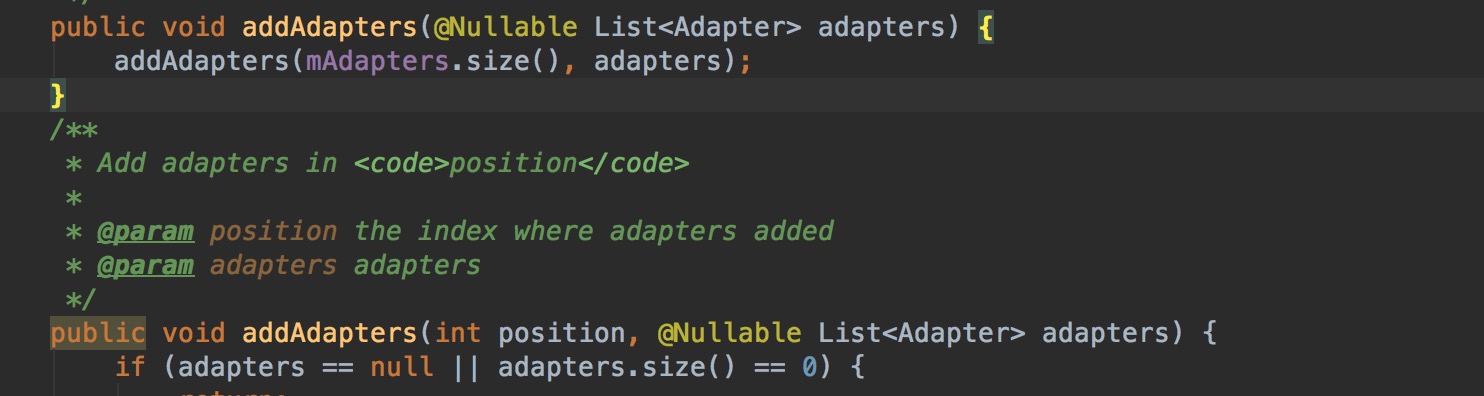 */
public void addAdapters(@Nullable List<Adapter> adapters) {
addAdapters(mAdapters.size(), adapters);
}
/**
* Add adapters in <code>position</code>
*
* @param position the index where adapters added
* @param adapters adapters
*/
public void addAdapters(int position, @Nullable List<Adapter> adapters) {
if (adapters == null || adapters.size() == 0) {